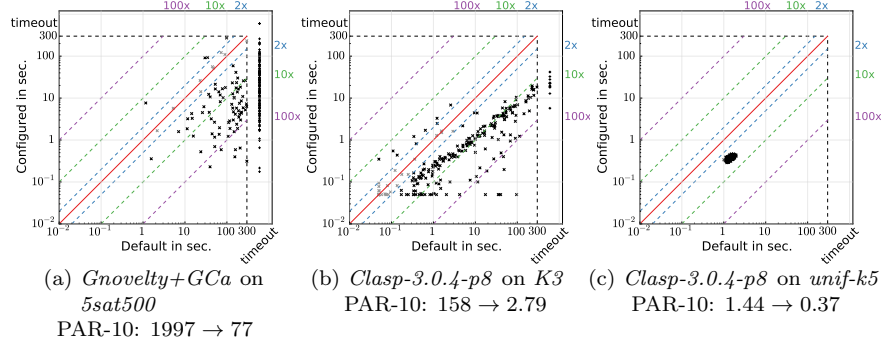 100x 10x 2x
timeout
300
100
10
1
10⁻¹
10⁻²
2x
10x
100x
10⁻² 10⁻¹ 1 10 100 300
timeout
Configured in sec.
Default in sec.
(a) Gnovelty+GCa on
5sat500
PAR-10: 1997 → 77
100x 10x 2x
timeout
300
100
10
1
10⁻¹
10⁻²
2x
10x
100x
10⁻² 10⁻¹ 1 10 100 300
timeout
Configured in sec.
Default in sec.
(b) Clasp-3.0.4-p8 on K3
PAR-10: 158 → 2.79
100x 10x 2x
timeout
300
100
10
1
10⁻¹
10⁻²
2x
10x
100x
10⁻² 10⁻¹ 1 10 100 300
timeout
Configured in sec.
Default in sec.
(c) Clasp-3.0.4-p8 on unif-k5
PAR-10: 1.44 → 0.37